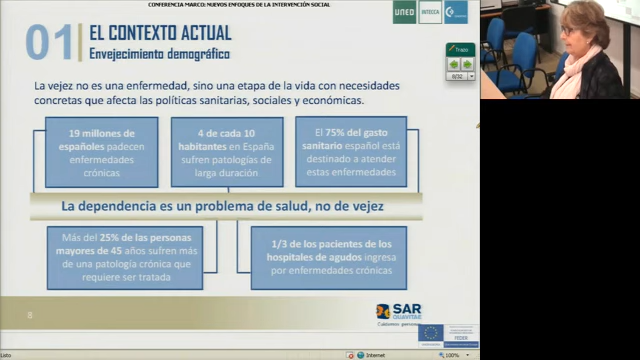 CONFERENCIA MARCO: NUEVOS ENFOQUES DE LA INTERVENCIÓN SOCIAL
UNED
INTECCA
01
EL CONTEXTO ACTUAL
Envejecimiento demográfico
Trazo
8/32
La vejez no es una enfermedad, sino una etapa de la vida con necesidades
concretas que afecta las políticas sanitarias, sociales y económicas.
19 millones de
españoles padecen
enfermedades
crónicas
4 de cada 10
habitantes en España
sufren patologías de
larga duración
El 75% del gasto
sanitario español está
destinado a atender
estas enfermedades
La dependencia es un problema de salud, no de vejez
Más del 25% de las personas
mayores de 45 años sufren más
de una patología crónica que
requiere ser tratada
1/3 de los pacientes de los
hospitales de agudos ingresa
por enfermedades crónicas
8
SAR
QUAVITAE
Cuidamos personas
Listo
Internet
100%